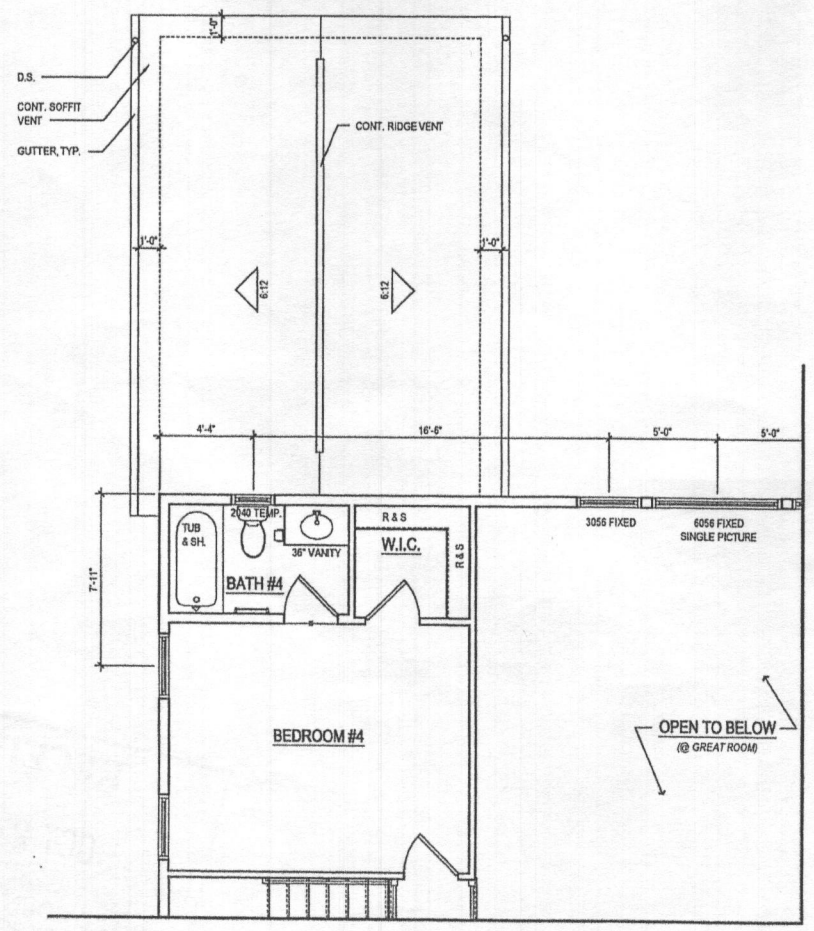 1'-0"
D.S.
CONT. SOFFIT
VENT
GUTTER, TYP.
CONT. RIDGE VENT
1'-0"
1'-0"
6:12
6:12
4'-4"
16'-6"
5'-0"
5'-0"
2040 TEMP.
TUB
& SH.
36" VANITY
BATH #4
R & S
W.I.C.
R & S
3056 FIXED
6056 FIXED
SINGLE PICTURE
7'-11"
BEDROOM #4
OPEN TO BELOW
(@ GREAT ROOM)